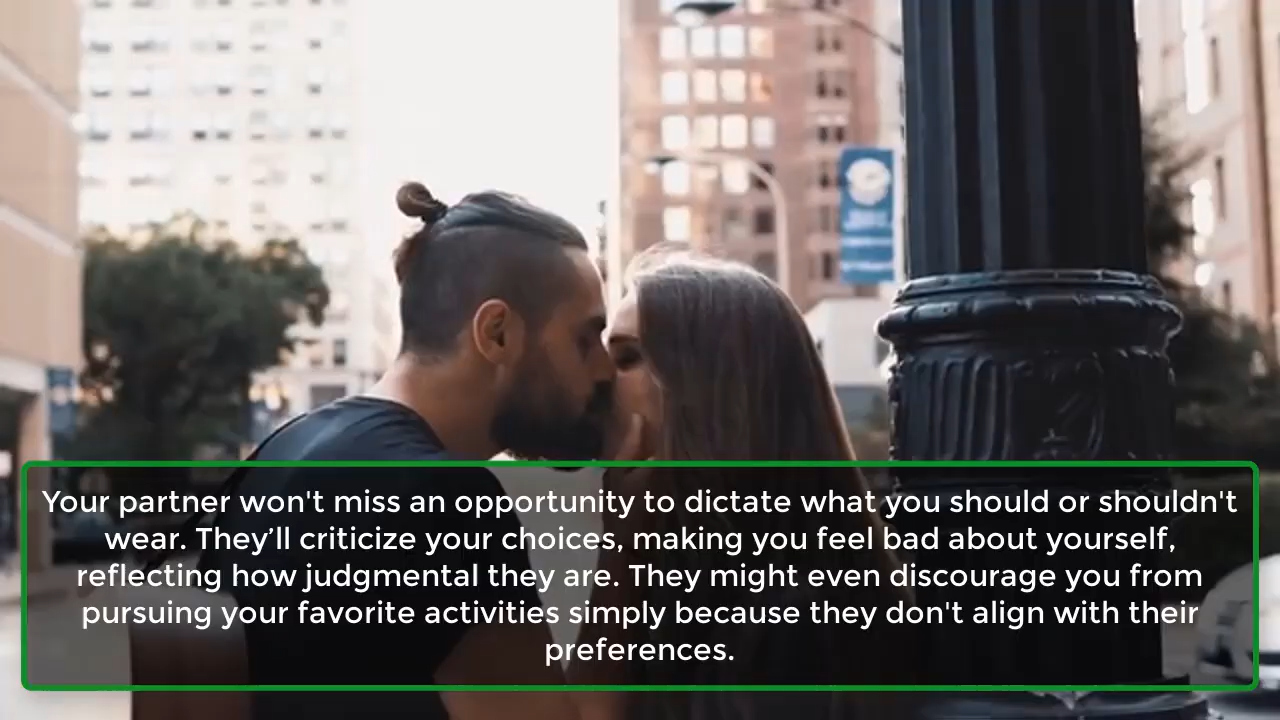 Your partner won't miss an opportunity to dictate what you should or shouldn't
wear. They’ll criticize your choices, making you feel bad about yourself,
reflecting how judgmental they are. They might even discourage you from
pursuing your favorite activities simply because they don't align with their
preferences.